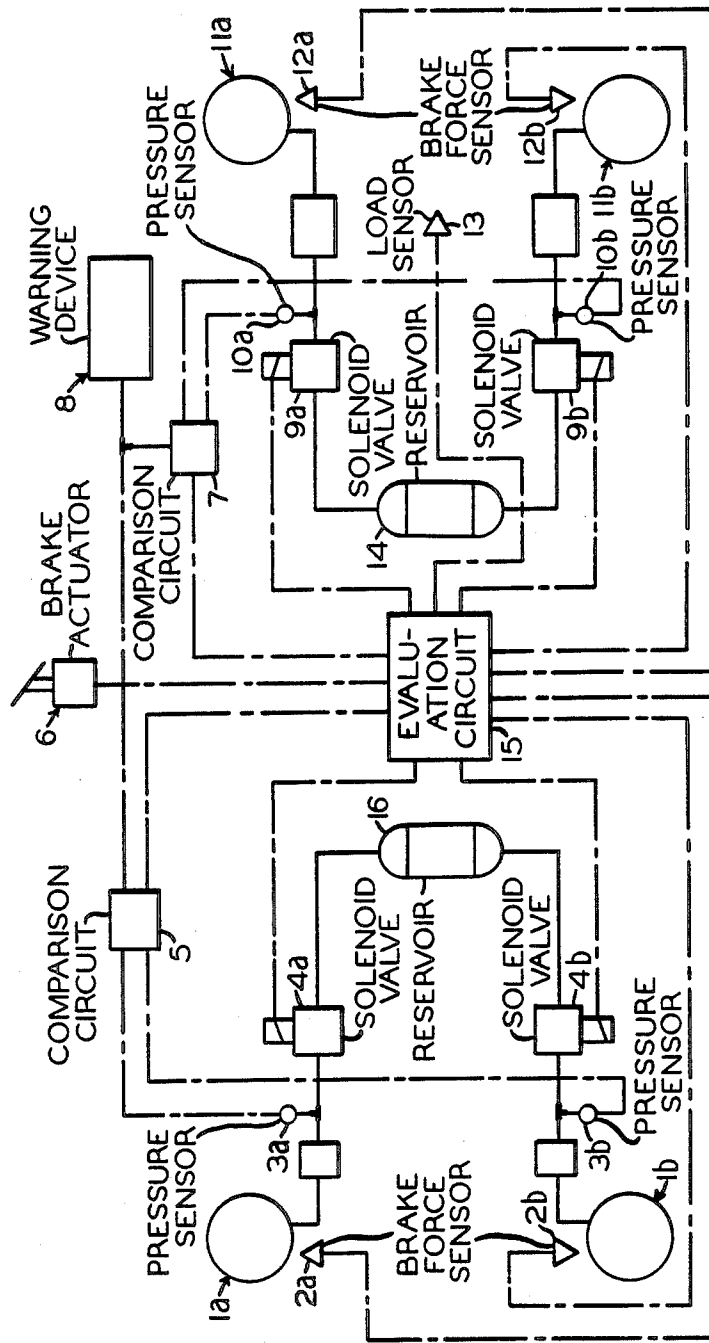 BRAKE
ACTUATOR
6
WARNING
DEVICE
8
COMPARISON
CIRCUIT
5
COMPARISON
CIRCUIT
7
PRESSURE
SENSOR
3a
PRESSURE
SENSOR
10a
1a
11a
2a
BRAKE
FORCE
SENSOR
2b
12a
BRAKE
FORCE
SENSOR
12b
4a
SOLENOID
VALVE
9a
SOLENOID
VALVE
LOAD
SENSOR
13
16
RESERVOIR
14
RESERVOIR
EVALU-
ATION
CIRCUIT
15
SOLENOID
VALVE
4b
SOLENOID
VALVE
9b
3b
PRESSURE
SENSOR
10b
PRESSURE
SENSOR
1b
11b